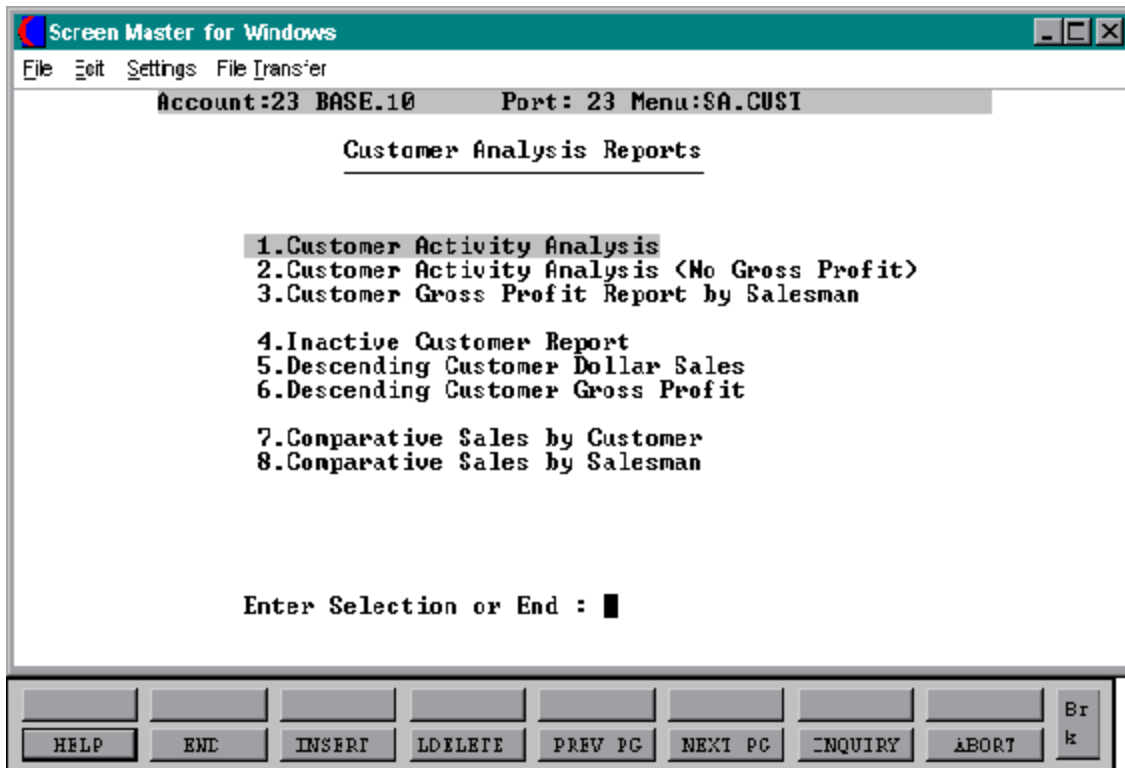 Screen Master for Windows
File Edit Settings File Transfer
Account:23 BASE.10 Port: 23 Menu:SA.CUST
Customer Analysis Reports
1.Customer Activity Analysis
2.Customer Activity Analysis (No Gross Profit)
3.Customer Gross Profit Report by Salesman
4.Inactive Customer Report
5.Descending Customer Dollar Sales
6.Descending Customer Gross Profit
7.Comparative Sales by Customer
8.Comparative Sales by Salesman
Enter Selection or End :
HELP END INSERT LDELETE PREV PG NEXT PG INQUIRY ABORT Br
k